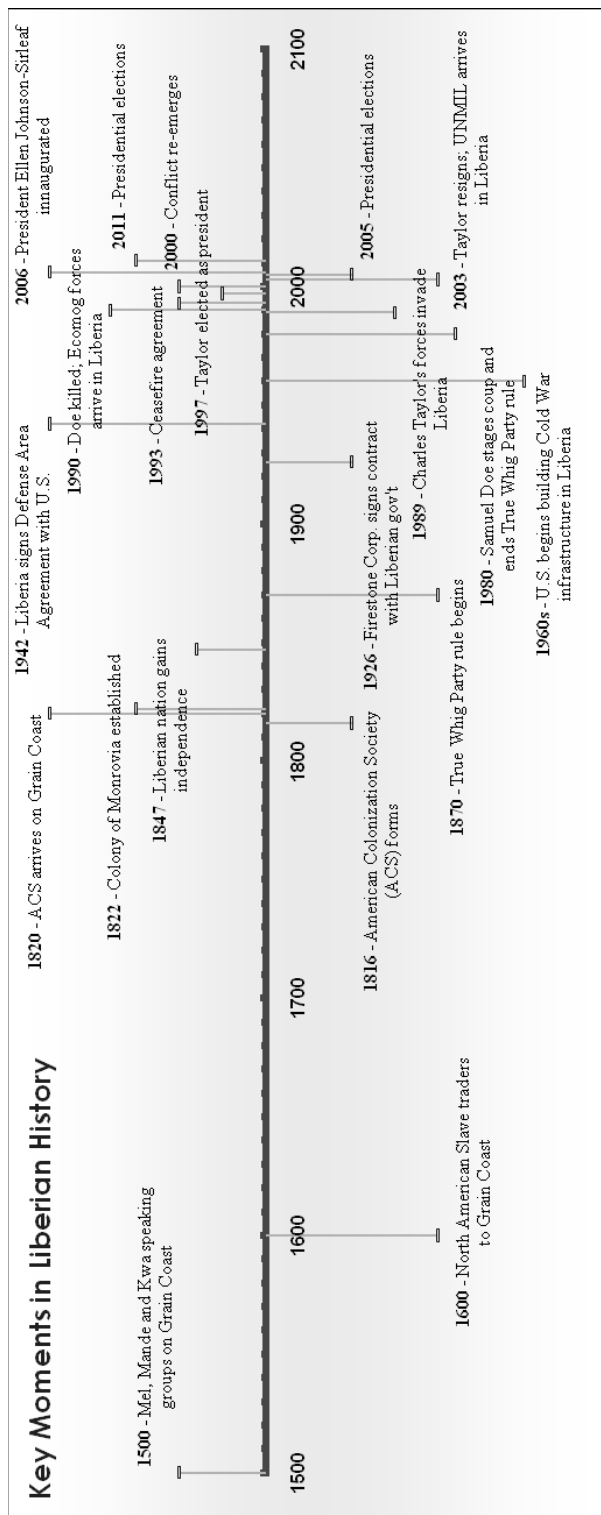 Key Moments in Liberian History
1500 - Mel, Mande and Kwa speaking
groups on Grain Coast
1820 - ACS arrives on Grain Coast
1822 - Colony of Monrovia established
1847 - Liberian nation gains
independence
1942 - Liberia signs Defense Area
Agreement with U.S.
1990 - Doe killed; Ecomog forces
arrive in Liberia
1993 - Ceasefire agreement
1997 - Taylor elected as president
2006 - President Ellen Johnson-Sirleaf
innaugurated
2011 - Presidential elections
2000 - Conflict re-emerges
1500
1600
1700
1800
1900
2000
2100
1600 - North American Slave traders
to Grain Coast
1816 - American Colonization Society
(ACS) forms
1870 - True Whig Party rule begins
1926 - Firestone Corp. signs contract
with Liberian gov't
1989 - Charles Taylor's forces invade
Liberia
1980 - Samuel Doe stages coup and
ends True Whig Party rule
1960s - U.S. begins building Cold War
infrastructure in Liberia
2005 - Presidential elections
2003 - Taylor resigns; UNMIL arrives
in Liberia